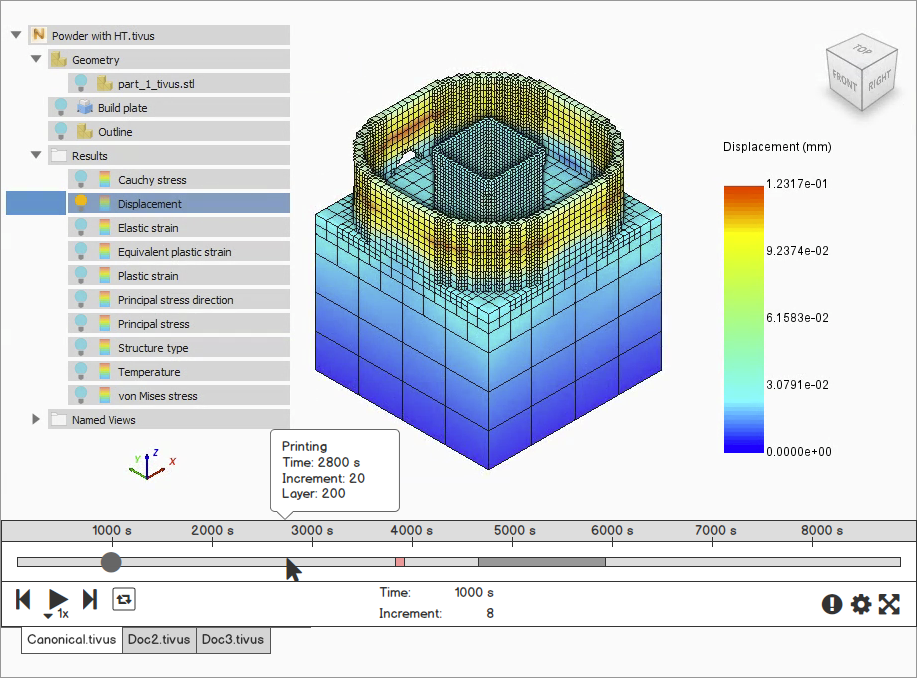 Powder with HT.tivus
Geometry
part_1_tivus.stl
Build plate
Outline
Results
Cauchy stress
Displacement
Elastic strain
Equivalent plastic strain
Plastic strain
Principal stress direction
Principal stress
Structure type
Temperature
von Mises stress
Named Views
TOP
FRONT
RIGHT
Displacement (mm)
1.2317e-01
9.2374e-02
6.1583e-02
3.0791e-02
0.0000e+00
Y
Z
X
Printing
Time: 2800 s
Increment: 20
Layer: 200
1000 s 2000 s 3000 s 4000 s 5000 s 6000 s 7000 s 8000 s
1x
Time: 1000 s
Increment: 8
Canonical.tivus Doc2.tivus Doc3.tivus